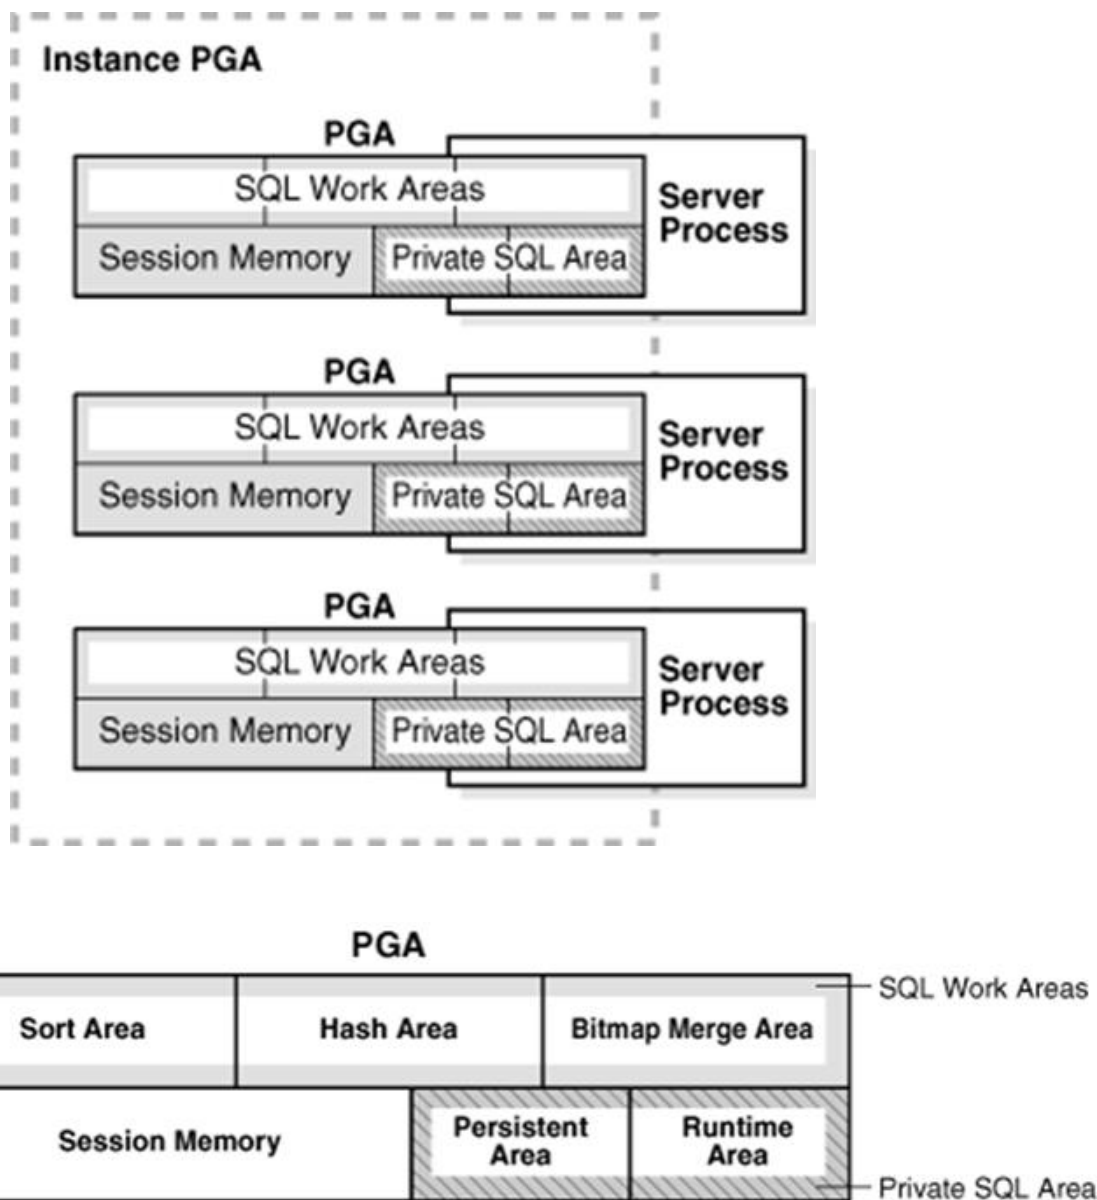 Instance PGA
PGA
SQL Work Areas
Session Memory
Private SQL Area
Server
Process
PGA
SQL Work Areas
Session Memory
Private SQL Area
Server
Process
PGA
SQL Work Areas
Session Memory
Private SQL Area
Server
Process
PGA
SQL Work Areas
Sort Area
Hash Area
Bitmap Merge Area
Session Memory
Persistent
Area
Runtime
Area
Private SQL Area